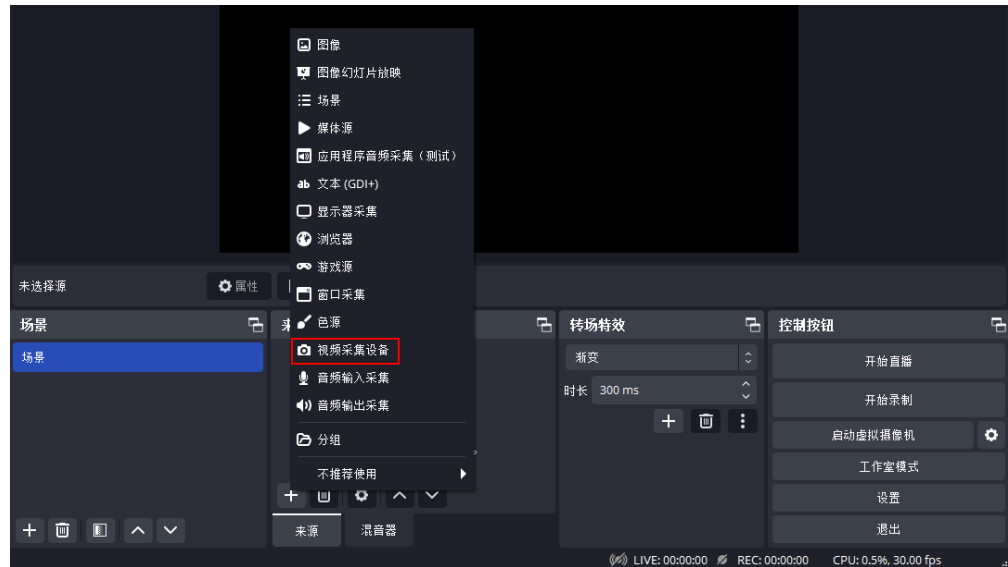 图像
图像幻灯片放映
场景
媒体源
应用程序音频采集（测试）
ab 文本 (GDI+)
显示器采集
浏览器
游戏源
窗口采集
色源
视频采集设备
音频输入采集
音频输出采集
分组
不推荐使用
未选择源
属性
场景
场景
来源
混音器
转场特效
渐变
时长 300 ms
控制按钮
开始直播
开始录制
启动虚拟摄像机
工作室模式
设置
退出
LIVE: 00:00:00 REC: 00:00:00 CPU: 0.5%, 30.00 fps